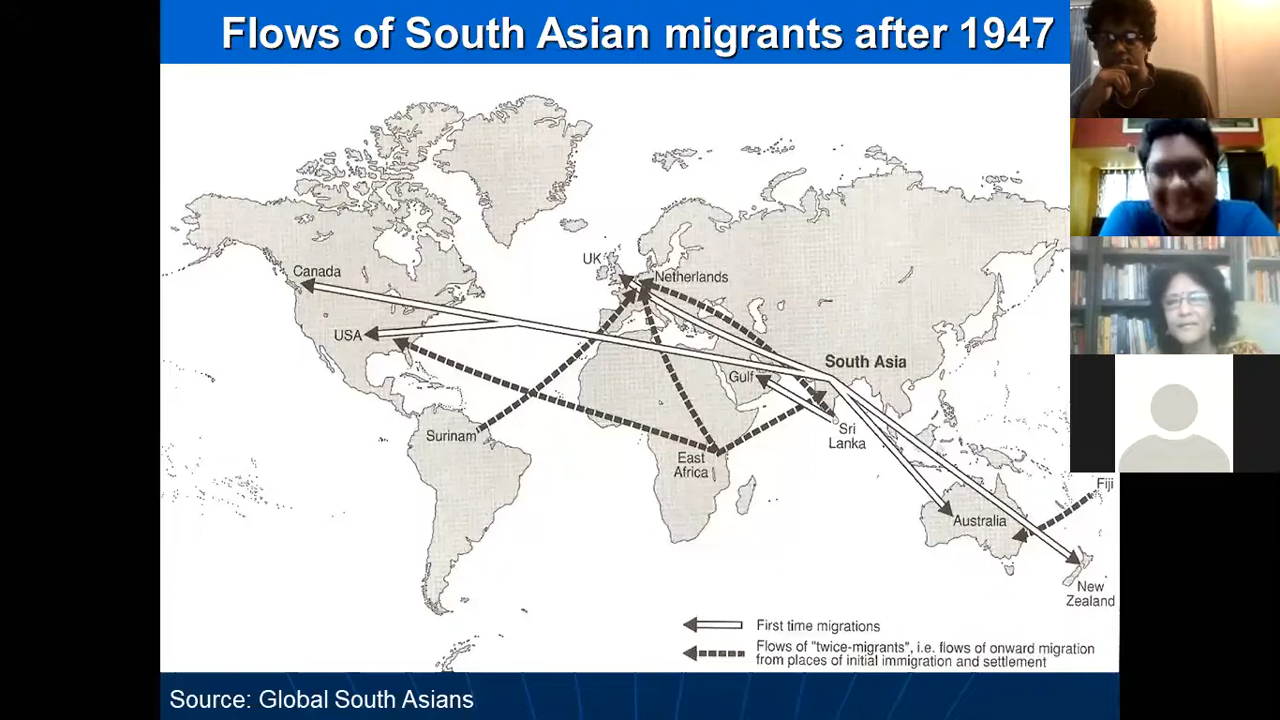 Flows of South Asian migrants after 1947
Canada
UK
Netherlands
USA
South Asia
Gulf
Surinam
Sri
Lanka
East
Africa
Fiji
Australia
New
Zealand
First time migrations
Flows of "twice-migrants", i.e. flows of onward migration
from places of initial immigration and settlement
Source: Global South Asians